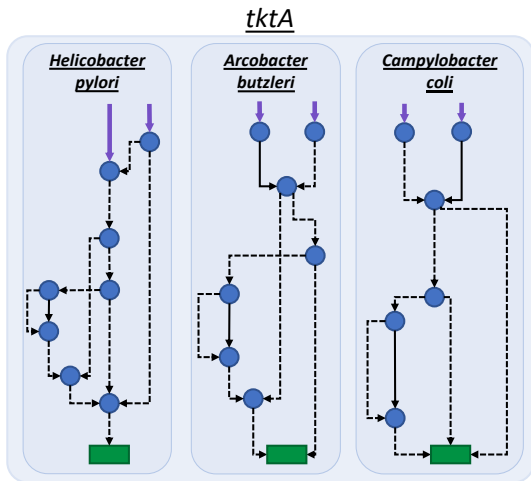 tktA
Helicobacter
pylori
Arcobacter
butzleri
Campylobacter
coli